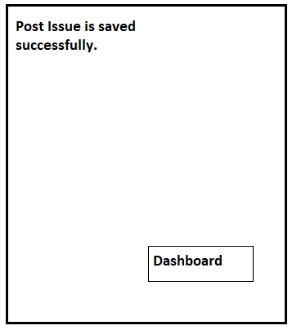 Post Issue is saved
successfully.
Dashboard